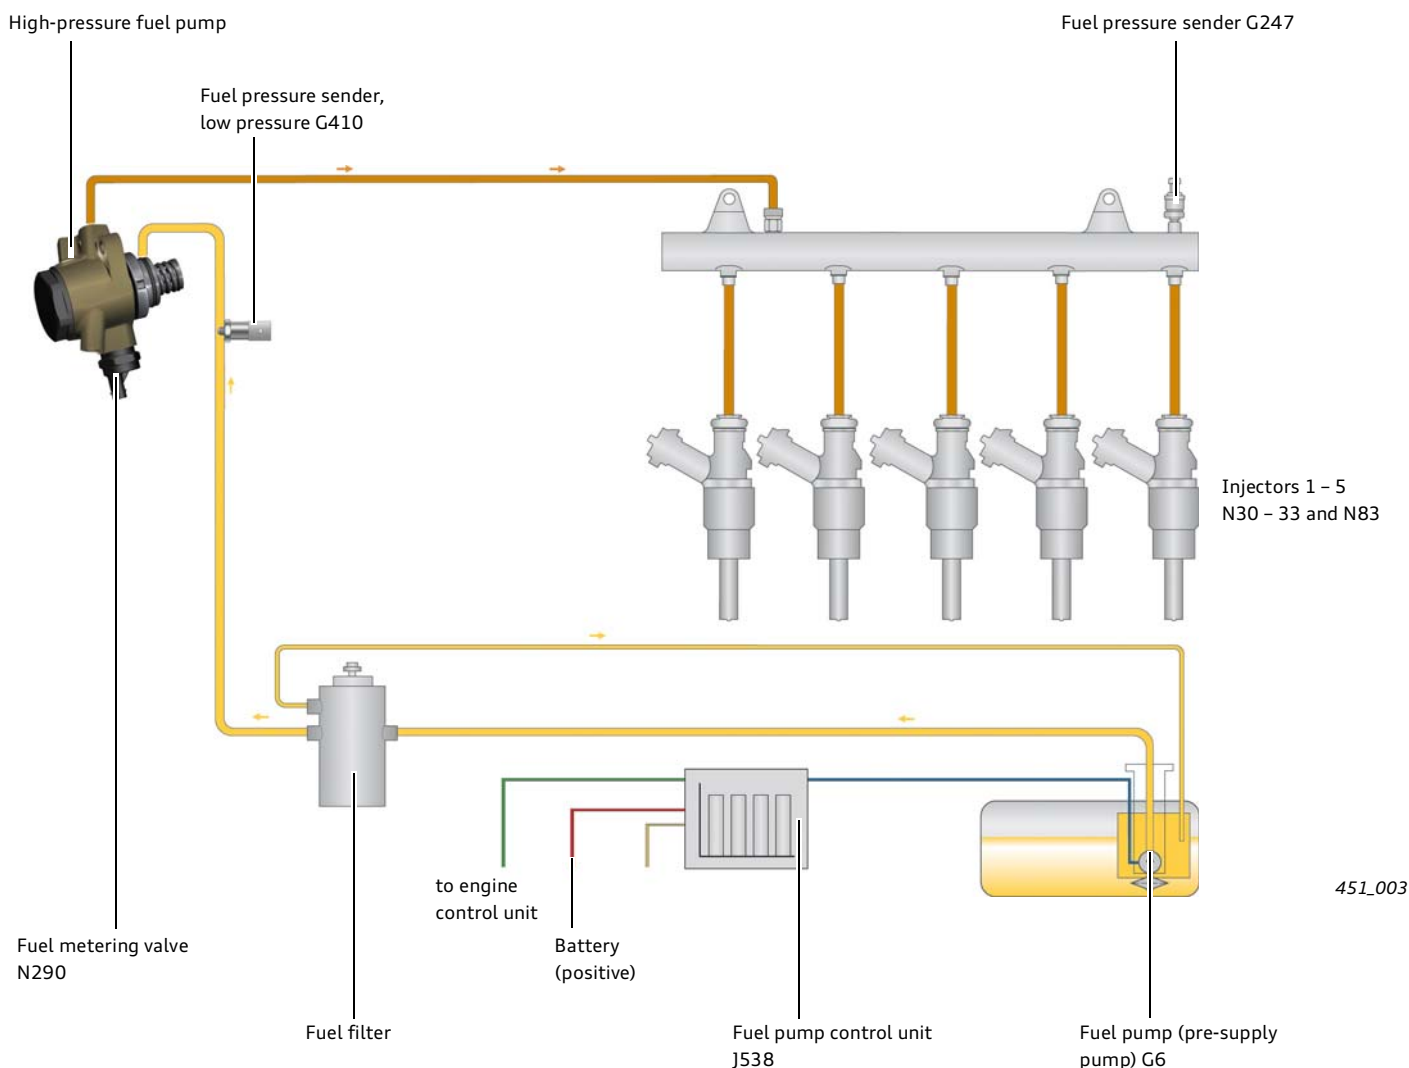 High-pressure fuel pump
Fuel pressure sender G247
Fuel pressure sender,
low pressure G410
Injectors 1 – 5
N30 – 33 and N83
to engine
control unit
451_003
Fuel metering valve
N290
Battery
(positive)
Fuel filter
Fuel pump control unit
J538
Fuel pump (pre-supply
pump) G6